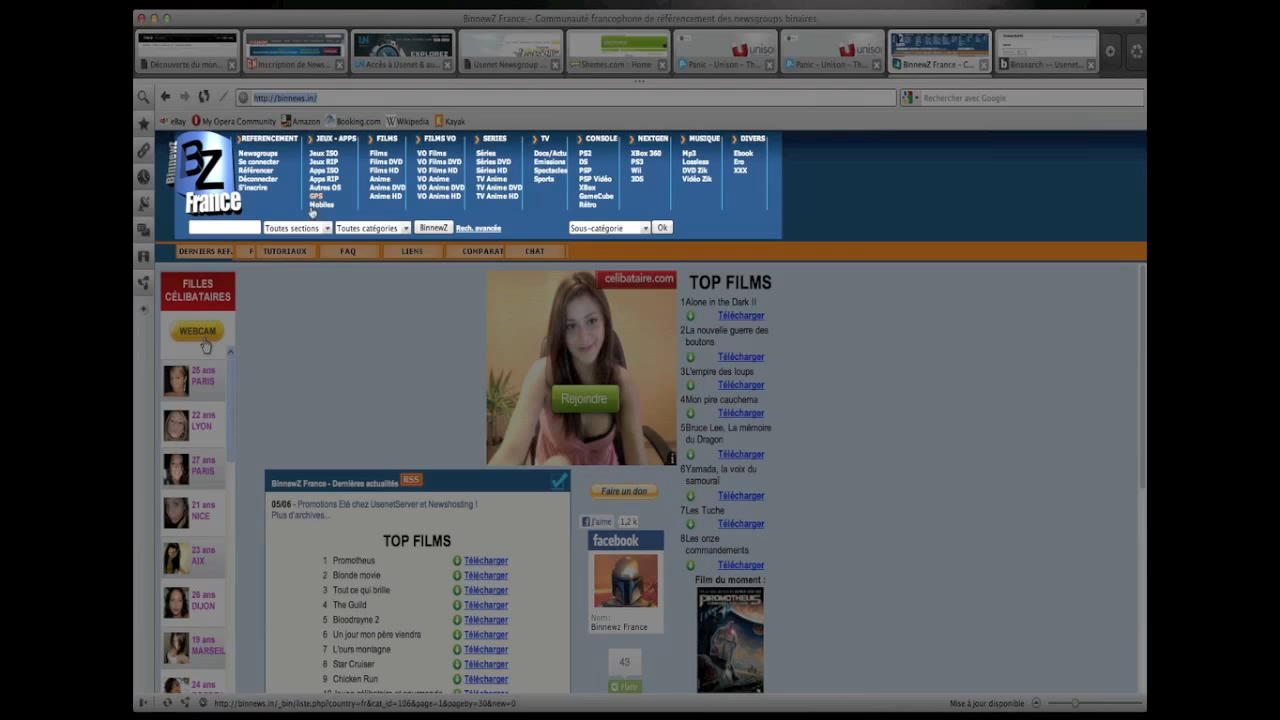 BinnewZ France – Communauté francophone de référencement des newsgroups binaires
Découverte du mon...
Inscription de News...
Accès à Usenet & au...
Usenet Newsgroup ...
Shemes.com :: Home
Panic – Unison – Th...
Panic – Unison – Th...
BinnewZ France – C...
Binsearch -- Usenet...
http://binnews.in/
Rechercher avec Google
eBay
My Opera Community
Amazon
Booking.com
Wikipedia
Kayak
BinnewZ
BZ
France
REFERENCEMENT
Newsgroups
Se connecter
Référencer
Déconnecter
S'inscrire
JEUX - APPS
Jeux ISO
Jeux RIP
Apps ISO
Apps RIP
Autres OS
GPS
Mobiles
FILMS
Films
Films DVD
Films HD
Anime
Anime DVD
Anime HD
FILMS VO
VO Films
VO Films DVD
VO Films HD
VO Anime
VO Anime DVD
VO Anime HD
SERIES
Séries
Séries DVD
Séries HD
TV Anime
TV Anime DVD
TV Anime HD
TV
Docs/Actu
Emissions
Spectacles
Sports
CONSOLE
PS2
DS
PSP
PSP Vidéo
XBox
GameCube
Rétro
NEXTGEN
XBox 360
PS3
Wii
3DS
MUSIQUE
Mp3
Lossless
DVD Zik
Vidéo Zik
DIVERS
Ebook
Ero
XXX
Toutes sections
Toutes catégories
BinnewZ
Rech. avancée
Sous-catégorie
Ok
DERNIERS REF.
F
TUTORIAUX
FAQ
LIENS
COMPARAT
CHAT
FILLES
CÉLIBATAIRES
WEBCAM
25 ans
PARIS
22 ans
LYON
27 ans
PARIS
21 ans
NICE
23 ans
AIX
26 ans
DIJON
19 ans
MARSEIL
24 ans
celibataire.com
Rejoindre
BinnewZ France - Dernières actualités RSS
05/06 - Promotions Eté chez UsenetServer et Newshosting !
Plus d'archives...
TOP FILMS
1 Promotheus Télécharger
2 Blonde movie Télécharger
3 Tout ce qui brille Télécharger
4 The Guild Télécharger
5 Bloodrayne 2 Télécharger
6 Un jour mon père viendra Télécharger
7 L'ours montagne Télécharger
8 Star Cruiser Télécharger
9 Chicken Run Télécharger
Faire un don
J'aime 1,2 k
facebook
Nom:
Binnewz France
43
Flattr
TOP FILMS
1Alone in the Dark II
Télécharger
2La nouvelle guerre des
boutons
Télécharger
3L'empire des loups
Télécharger
4Mon pire cauchema
Télécharger
5Bruce Lee, La mémoire
du Dragon
Télécharger
6Yamada, la voix du
samouraï
Télécharger
7Les Tuche
Télécharger
8Les onze
commandements
Télécharger
Film du moment :
PROMOTHEUS
http://binnews.in/_bin/liste.php?country=fr&cat_id=106&page=1&pageby=30&new=0
Mise à jour disponible